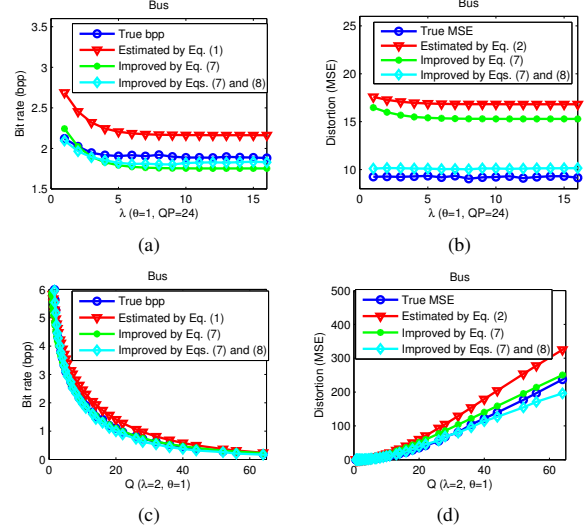 Bus
True bpp
Estimated by Eq. (1)
Improved by Eq. (7)
Improved by Eqs. (7) and (8)
Bit rate (bpp)
3.5
3
2.5
2
1.5
0
5
10
15
λ (θ=1, QP=24)
(a)
Bus
True MSE
Estimated by Eq. (2)
Improved by Eq. (7)
Improved by Eqs. (7) and (8)
Distortion (MSE)
25
20
15
10
0
5
10
15
λ (θ=1, QP=24)
(b)
Bus
True bpp
Estimated by Eq. (1)
Improved by Eq. (7)
Improved by Eqs. (7) and (8)
Bit rate (bpp)
6
5
4
3
2
1
0
0
20
40
60
Q (λ=2, θ=1)
(c)
Bus
True MSE
Estimated by Eq. (2)
Improved by Eq. (7)
Improved by Eqs. (7) and (8)
Distortion (MSE)
500
400
300
200
100
0
0
20
40
60
Q (λ=2, θ=1)
(d)